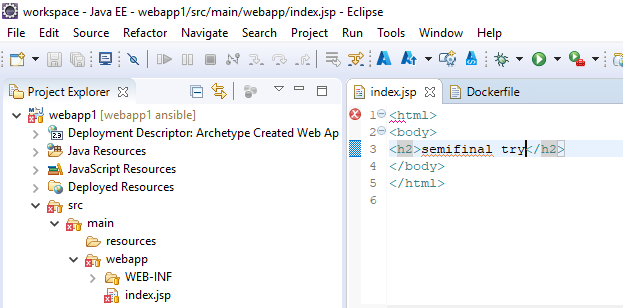 workspace - Java EE - webapp1/src/main/webapp/index.jsp - Eclipse
File Edit Source Refactor Navigate Search Project Run Tools Window Help
Project Explorer
index.jsp Dockerfile
webapp1 [webapp1 ansible]
Deployment Descriptor: Archetype Created Web Ap
Java Resources
JavaScript Resources
Deployed Resources
src
main
resources
webapp
WEB-INF
index.jsp
1 <html>
2 <body>
3 <h2>semifinal try</h2>
4 </body>
5 </html>
6